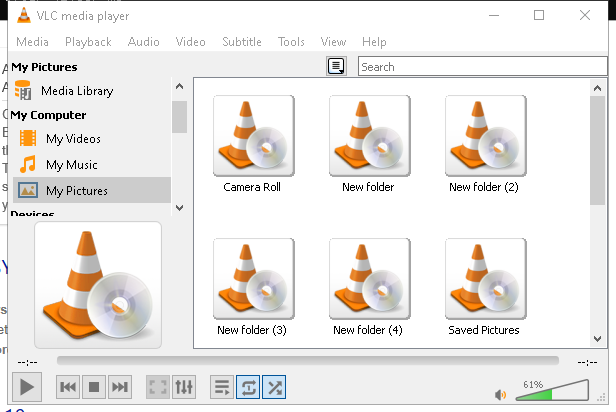 VLC media player
Media Playback Audio Video Subtitle Tools View Help
My Pictures
Search
Media Library
My Computer
My Videos
My Music
My Pictures
Devices
Camera Roll
New folder
New folder (2)
New folder (3)
New folder (4)
Saved Pictures
--:--
--:--
61%